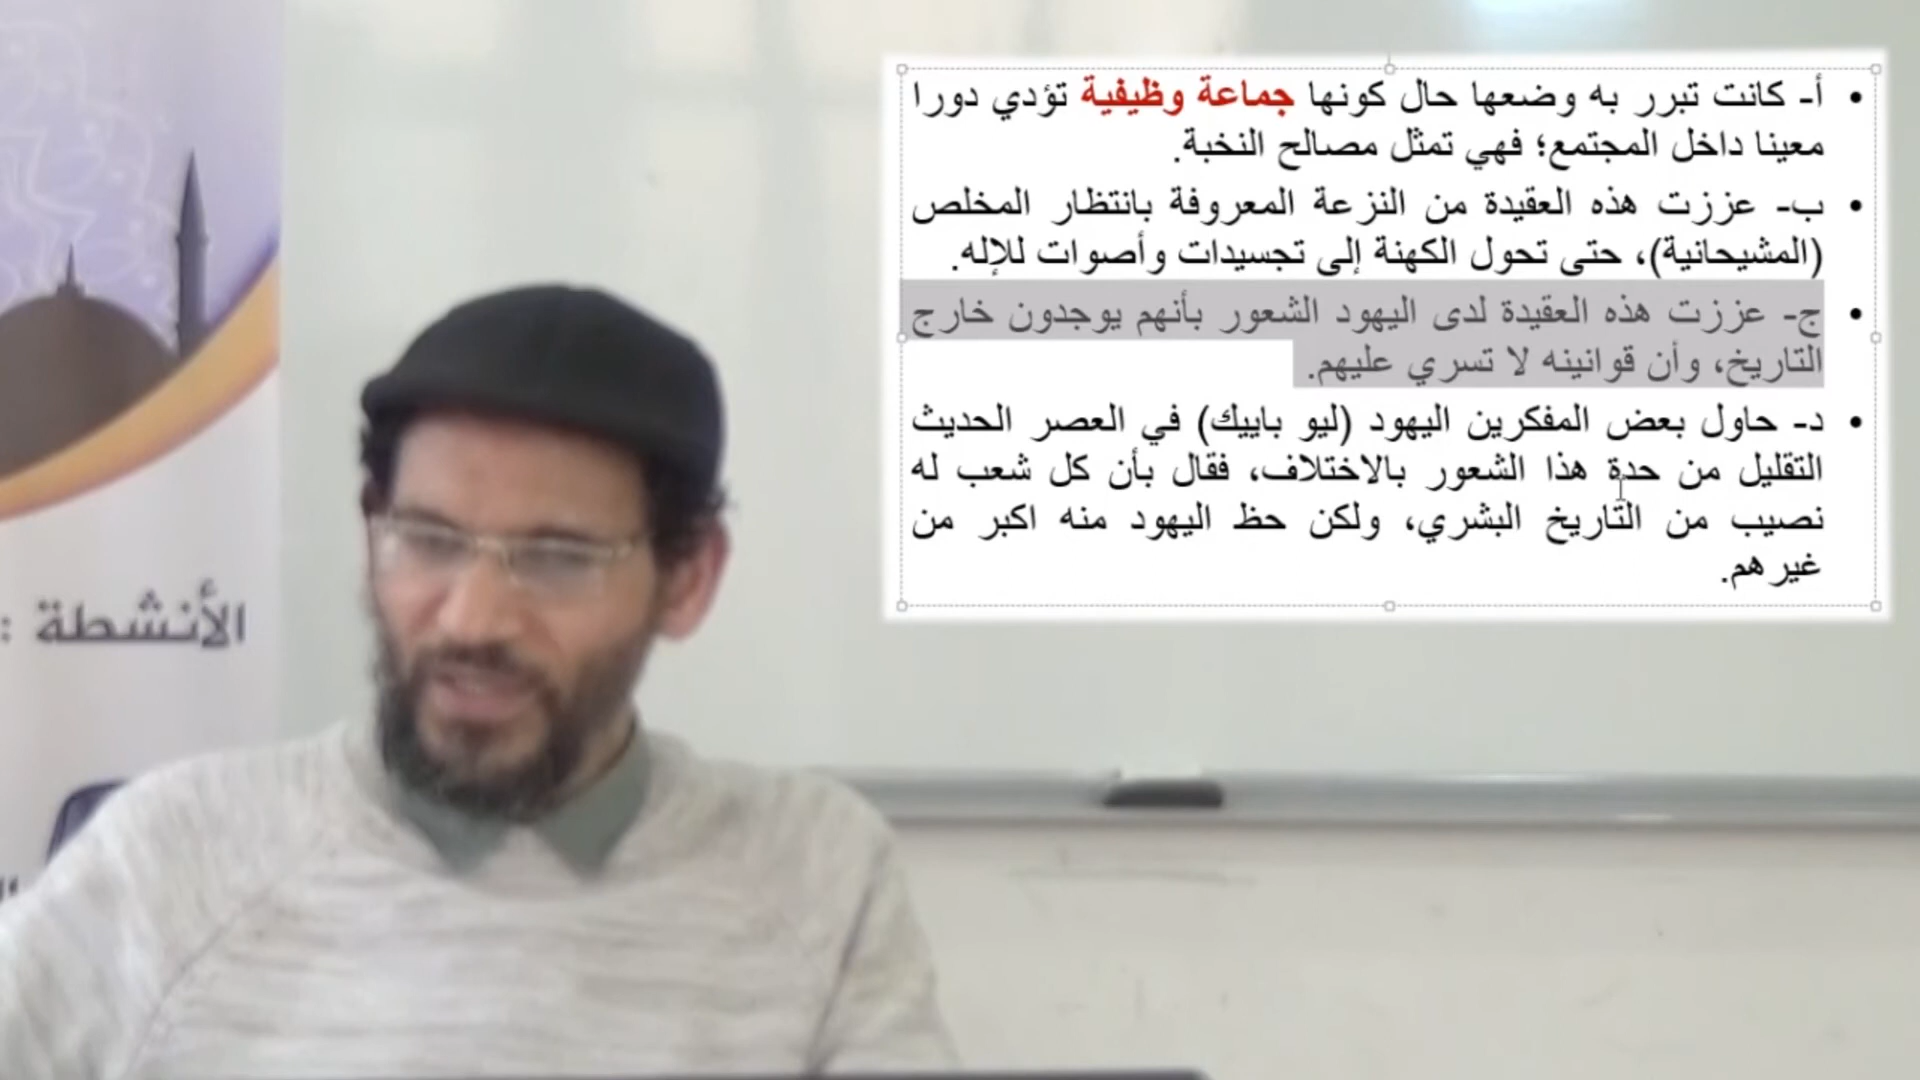 • أ- كانت تبرر به وضعها حال كونها جماعة وظيفية تؤدي دورا
معينا داخل المجتمع؛ فهي تمثل مصالح النخبة.
• ب- عززت هذه العقيدة من النزعة المعروفة بانتظار المخلص
(المشيحانية)، حتى تحول الكهنة إلى تجسيدات وأصوات للإله.
• ج- عززت هذه العقيدة لدى اليهود الشعور بأنهم يوجدون خارج
التاريخ، وأن قوانينه لا تسري عليهم.
• د- حاول بعض المفكرين اليهود (ليو باييك) في العصر الحديث
التقليل من حدة هذا الشعور بالاختلاف، فقال بأن كل شعب له
نصيب من التاريخ البشري، ولكن حظ اليهود منه اكبر من
غيرهم.
الأنشطة :